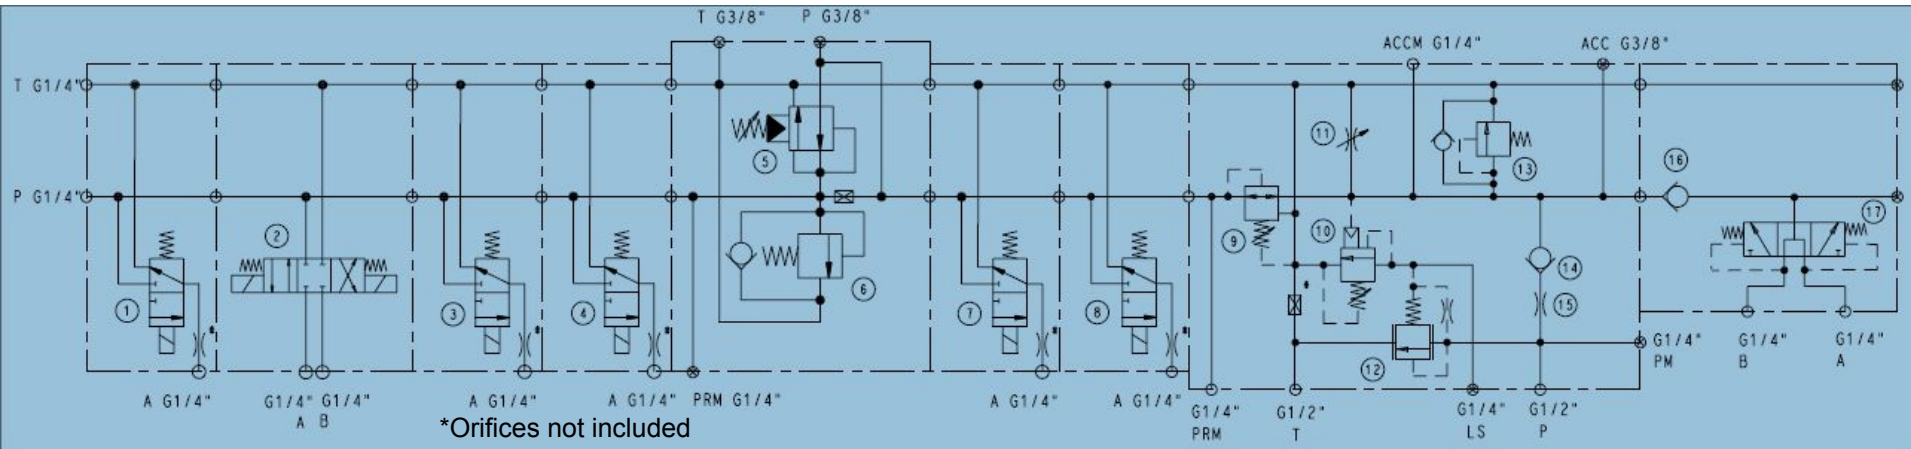 T G3/8" P G3/8"
ACCM G1/4" ACC G3/8"
T G1/4"
11
5
13
16
P G1/4"
2
9
10
17
14
1
3
4
6
7
8
15
*
*
*
*
*
*
12
G1/4" G1/4" G1/4"
PM B A
A G1/4" G1/4" G1/4" A G1/4" A G1/4" PRM G1/4" A G1/4" A G1/4"
A B
G1/4" G1/2" G1/4" G1/2"
PRM T LS P
*Orifices not included